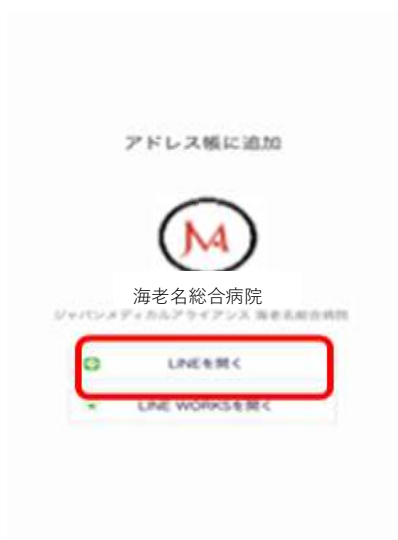 アドレス帳に追加
JMA
海老名総合病院
ジャパンメディカルアライアンス 海老名総合病院
LINEを開く
LINE WORKSを開く